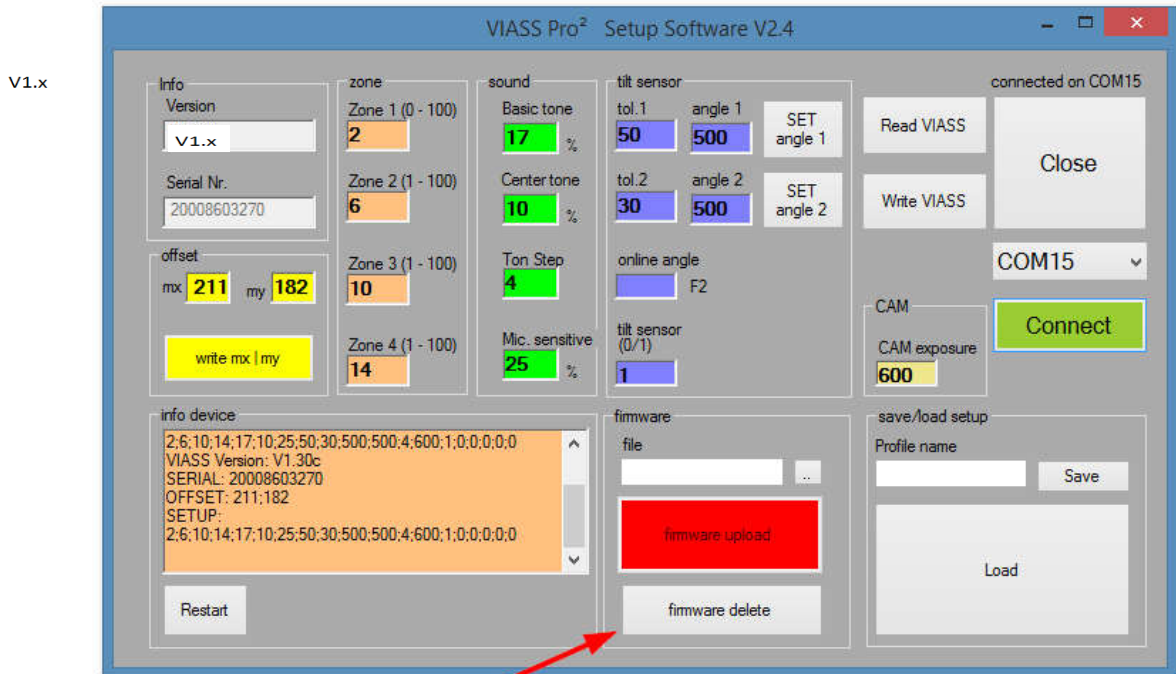 VIASS Pro² Setup Software V2.4
V1.x
Info
Version
V1.x
Serial Nr.
20008603270
offset
mx 211 my 182
write mx | my
zone
Zone 1 (0 - 100)
2
Zone 2 (1 - 100)
6
Zone 3 (1 - 100)
10
Zone 4 (1 - 100)
14
sound
Basic tone
17 %
Center tone
10 %
Ton Step
4
Mic. sensitive
25 %
tilt sensor
tol.1 angle 1
50 500
SET
angle 1
tol.2 angle 2
30 500
SET
angle 2
online angle
F2
tilt sensor
(0/1)
1
Read VIASS
Write VIASS
CAM
CAM exposure
600
connected on COM15
Close
COM15
Connect
info device
2;6;10;14;17;10;25;50;30;500;500;4;600;1;0;0;0;0;0
VIASS Version: V1.30c
SERIAL: 20008603270
OFFSET: 211;182
SETUP:
2;6;10;14;17;10;25;50;30;500;500;4;600;1;0;0;0;0;0
Restart
firmware
file
..
firmware upload
firmware delete
save/load setup
Profile name
Save
Load